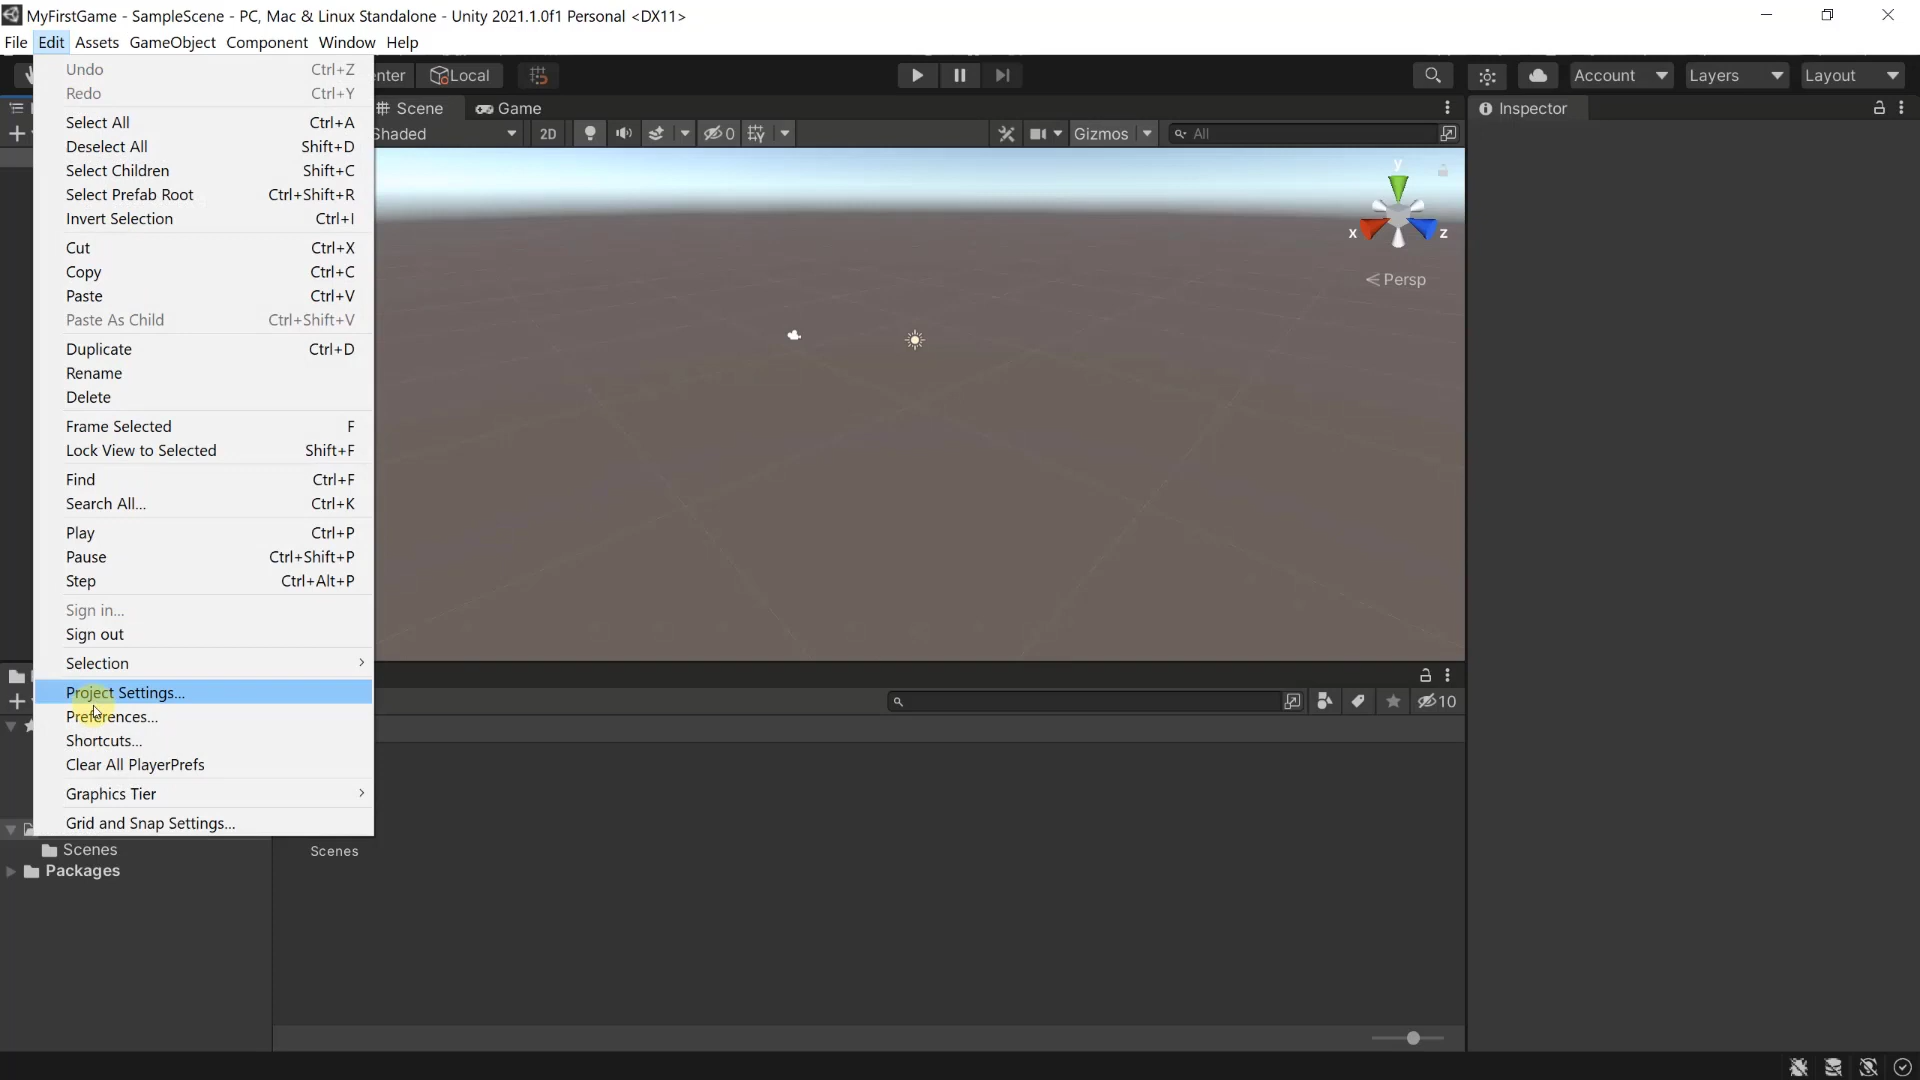 MyFirstGame - SampleScene - PC, Mac & Linux Standalone - Unity 2021.1.0f1 Personal <DX11>
File Edit Assets GameObject Component Window Help
Undo Ctrl+Z
Redo Ctrl+Y
Select All Ctrl+A
Deselect All Shift+D
Select Children Shift+C
Select Prefab Root Ctrl+Shift+R
Invert Selection Ctrl+I
Cut Ctrl+X
Copy Ctrl+C
Paste Ctrl+V
Paste As Child Ctrl+Shift+V
Duplicate Ctrl+D
Rename
Delete
Frame Selected F
Lock View to Selected Shift+F
Find Ctrl+F
Search All... Ctrl+K
Play Ctrl+P
Pause Ctrl+Shift+P
Step Ctrl+Alt+P
Sign in...
Sign out
Selection
Project Settings...
Preferences...
Shortcuts...
Clear All PlayerPrefs
Graphics Tier
Grid and Snap Settings...
Scenes
Packages
enter Local Account Layers Layout
Scene Game
Shaded 2D 0 Gizmos All
y
x z
Persp
10
Scenes
Inspector